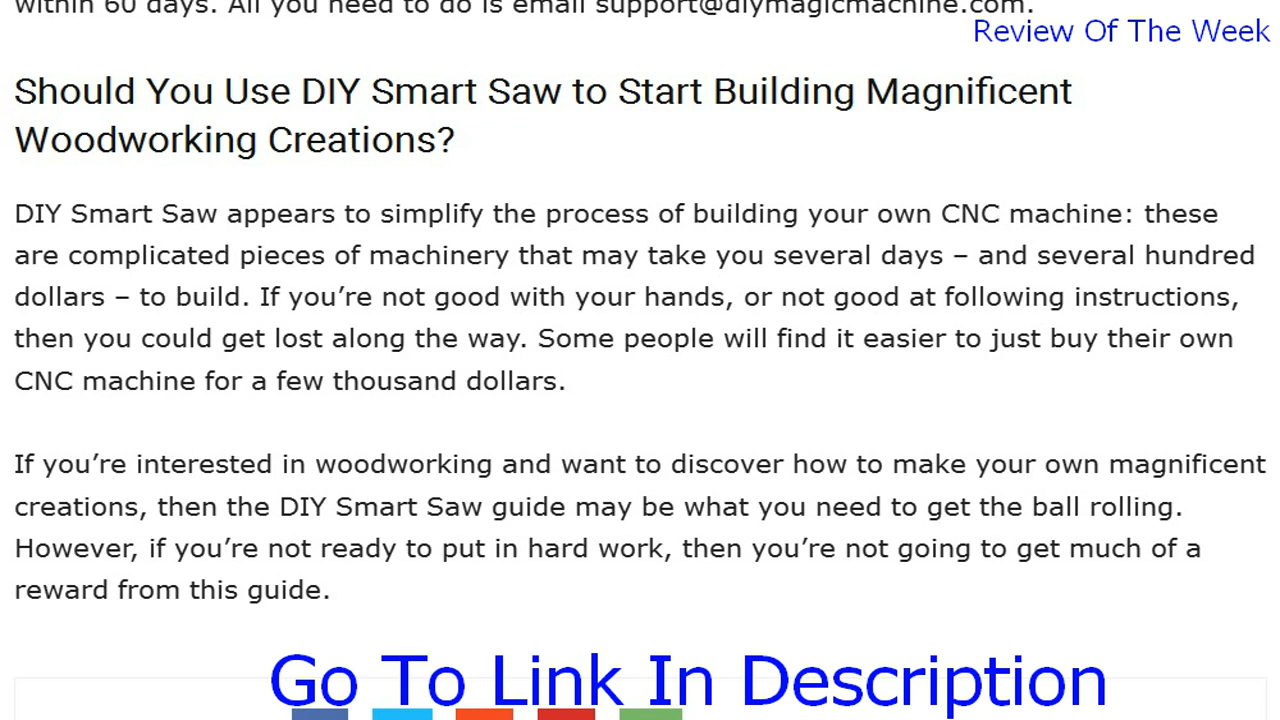 within 60 days. All you need to do is email support@diymagicmachine.com.
Review Of The Week
Should You Use DIY Smart Saw to Start Building Magnificent
Woodworking Creations?
DIY Smart Saw appears to simplify the process of building your own CNC machine: these
are complicated pieces of machinery that may take you several days – and several hundred
dollars – to build. If you’re not good with your hands, or not good at following instructions,
then you could get lost along the way. Some people will find it easier to just buy their own
CNC machine for a few thousand dollars.
If you’re interested in woodworking and want to discover how to make your own magnificent
creations, then the DIY Smart Saw guide may be what you need to get the ball rolling.
However, if you’re not ready to put in hard work, then you’re not going to get much of a
reward from this guide.
Go To Link In Description